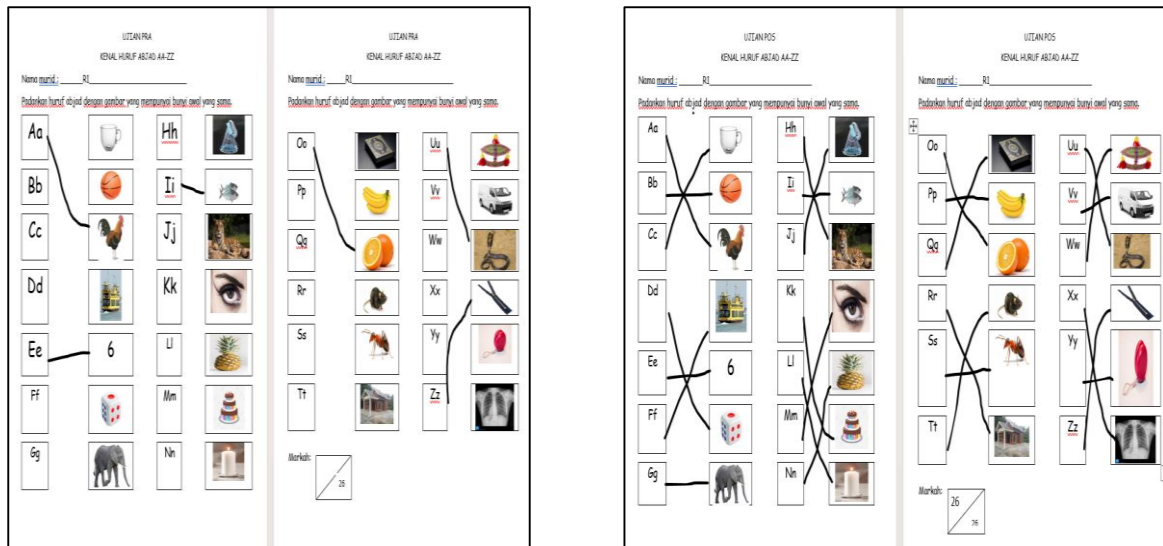 UJIAN PRA
KENAL HURUF ABJAD AA-ZZ
Nama murid : R1
Padankan huruf abjad dengan gambar yang mempunyai bunyi awal yang sama.
Aa
Hh
Bb
Ii
Cc
Jj
Dd
Kk
Ee
6
Ll
Ff
Mm
Gg
Nn
UJIAN PRA
KENAL HURUF ABJAD AA-ZZ
Nama murid : R1
Padankan huruf abjad dengan gambar yang mempunyai bunyi awal yang sama.
Oo
Uu
Pp
Vv
Qq
Ww
Rr
Xx
Ss
Yy
Tt
Zz
Markah:
26
UJIAN POS
KENAL HURUF ABJAD AA-ZZ
Nama murid : R1
Padankan huruf abjad dengan gambar yang mempunyai bunyi awal yang sama.
Aa
Hh
Bb
Ii
Cc
Jj
Dd
Kk
Ee
6
Ll
Ff
Mm
Gg
Nn
UJIAN POS
KENAL HURUF ABJAD AA-ZZ
Nama murid : R1
Padankan huruf abjad dengan gambar yang mempunyai bunyi awal yang sama.
Oo
Uu
Pp
Vv
Qq
Ww
Rr
Xx
Ss
Yy
Tt
Zz
Markah:
26
26